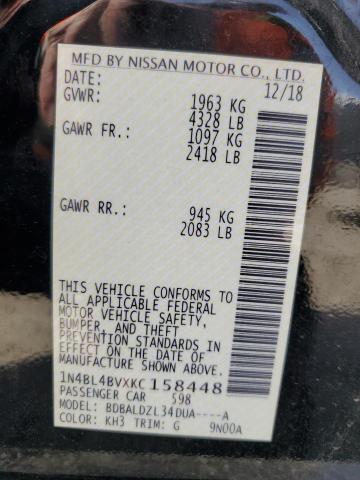 MFD BY NISSAN MOTOR CO., LTD.
DATE: 12/18
GVWR: 1963 KG
4328 LB
GAWR FR.: 1097 KG
2418 LB
GAWR RR.: 945 KG
2083 LB
THIS VEHICLE CONFORMS TO
ALL APPLICABLE FEDERAL
MOTOR VEHICLE SAFETY,
BUMPER, AND THEFT
PREVENTION STANDARDS IN
EFFECT ON THE DATE OF
MANUFACTURE SHOWN ABOVE.
1N4BL4BVXKC158448
PASSENGER CAR 598
MODEL: BDBALDZL34DUA----A
COLOR: KH3 TRIM: G 9N00A